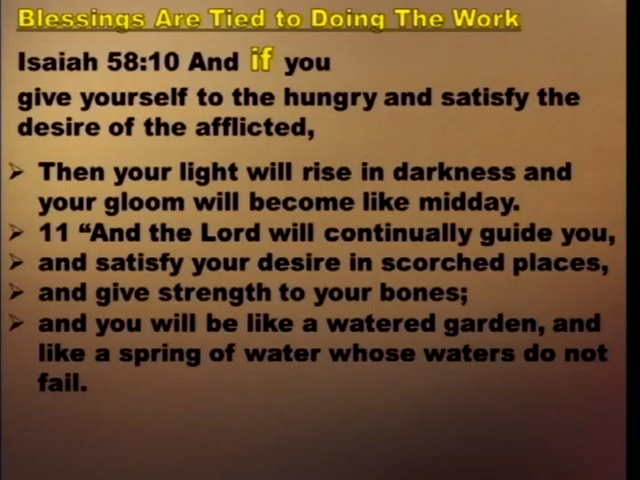 Blessings Are Tied to Doing The Work
Isaiah 58:10 And if you
give yourself to the hungry and satisfy the
desire of the afflicted,
➢ Then your light will rise in darkness and
your gloom will become like midday.
➢ 11 “And the Lord will continually guide you,
➢ and satisfy your desire in scorched places,
➢ and give strength to your bones;
➢ and you will be like a watered garden, and
like a spring of water whose waters do not
fail.